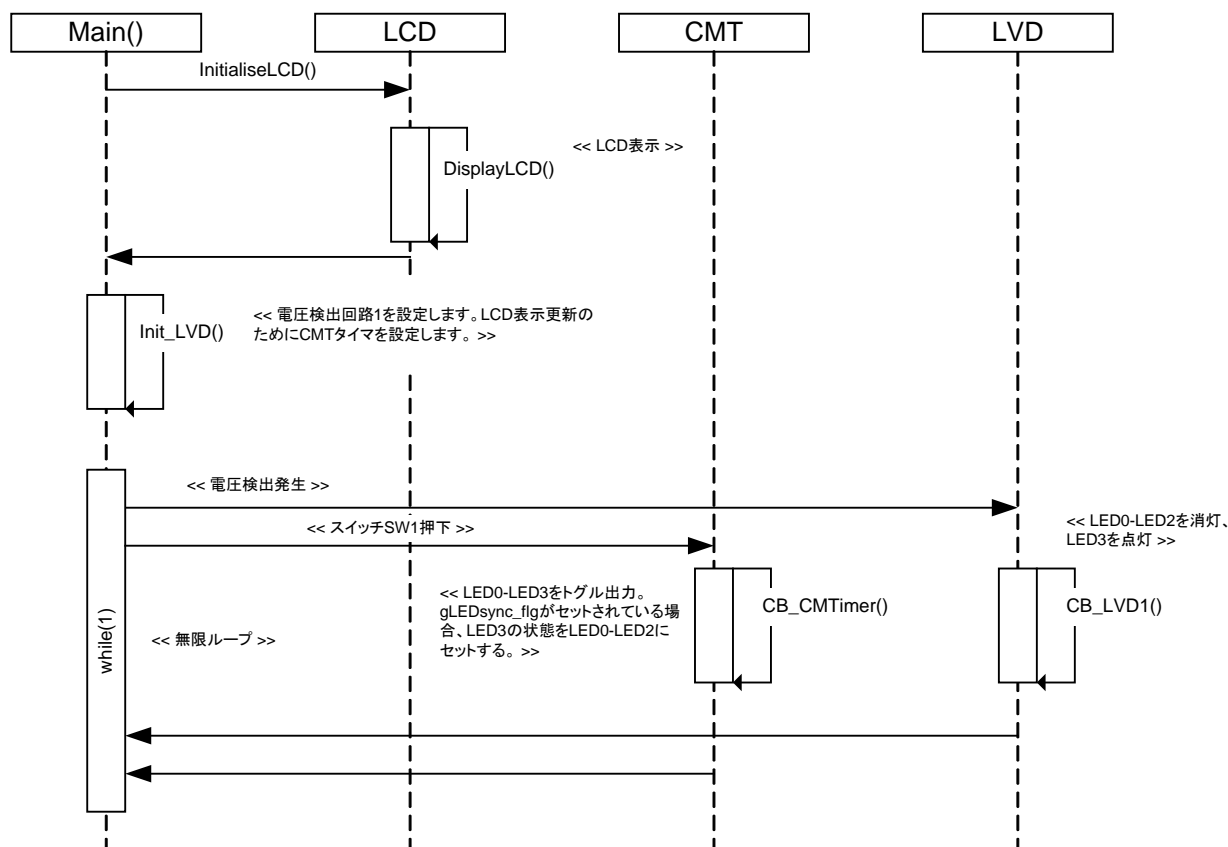 Main()
LCD
CMT
LVD
InitialiseLCD()
<< LCD表示 >>
DisplayLCD()
Init_LVD()
<< 電圧検出回路1を設定します。LCD表示更新の
ためにCMTタイマを設定します。 >>
<< 電圧検出発生 >>
<< スイッチSW1押下 >>
<< LED0-LED2を消灯、
LED3を点灯 >>
while(1)
<< 無限ループ >>
<< LED0-LED3をトグル出力。
gLEDsync_flgがセットされている場
合、LED3の状態をLED0-LED2に
セットする。 >>
CB_CMTimer()
CB_LVD1()